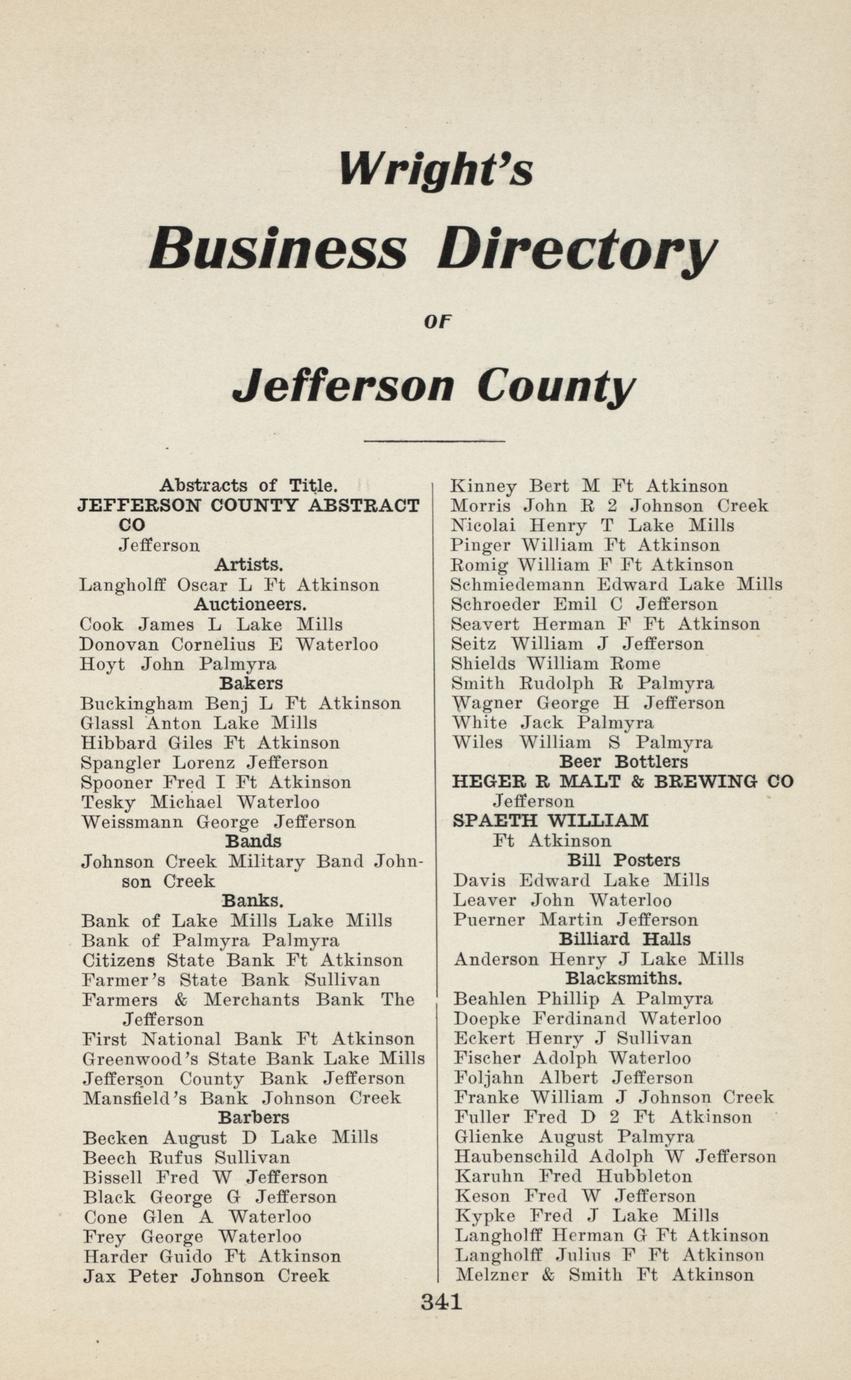 Wright's
Business Directory
OF
Jefferson County
Abstracts of Title.
JEFFERSON COUNTY ABSTRACT
CO
Jefferson
Artists.
Langholff Oscar L Ft Atkinson
Auctioneers.
Cook James L Lake Mills
Donovan Cornelius E Waterloo
Hoyt John Palmyra
Bakers
Buckingham Benj L Ft Atkinson
Glassl Anton Lake Mills
Hibbard Giles Ft Atkinson
Spangler Lorenz Jefferson
Spooner Fred I Ft Atkinson
Tesky Michael Waterloo
Weissmann George Jefferson
Bands
Johnson Creek Military Band John-
son Creek
Banks.
Bank of Lake Mills Lake Mills
Bank of Palmyra Palmyra
Citizens State Bank Ft Atkinson
Farmer's State Bank Sullivan
Farmers & Merchants Bank The
Jefferson
First National Bank Ft Atkinson
Greenwood's State Bank Lake Mills
Jefferson County Bank Jefferson
Mansfield's Bank Johnson Creek
Barbers
Becken August D Lake Mills
Beech Rufus Sullivan
Bissell Fred W Jefferson
Black George G Jefferson
Cone Glen A Waterloo
Frey George Waterloo
Harder Guido Ft Atkinson
Jax Peter Johnson Creek
Kinney Bert M Ft Atkinson
Morris John R 2 Johnson Creek
Nicolai Henry T Lake Mills
Pinger William Ft Atkinson
Romig William F Ft Atkinson
Schmiedemann Edward Lake Mills
Schroeder Emil C Jefferson
Seavert Herman F Ft Atkinson
Seitz William J Jefferson
Shields William Rome
Smith Rudolph R Palmyra
Wagner George H Jefferson
White Jack Palmyra
Wiles William S Palmyra
Beer Bottlers
HEGER R MALT & BREWING CO
Jefferson
SPAETH WILLIAM
Ft Atkinson
Bill Posters
Davis Edward Lake Mills
Leaver John Waterloo
Puerner Martin Jefferson
Billiard Halls
Anderson Henry J Lake Mills
Blacksmiths.
Beahlen Phillip A Palmyra
Doepke Ferdinand Waterloo
Eckert Henry J Sullivan
Fischer Adolph Waterloo
Foljahn Albert Jefferson
Franke William J Johnson Creek
Fuller Fred D 2 Ft Atkinson
Glienke August Palmyra
Haubenschild Adolph W Jefferson
Karuhn Fred Hubbleton
Keson Fred W Jefferson
Kypke Fred J Lake Mills
Langholff Herman G Ft Atkinson
Langholff Julius F Ft Atkinson
Melzner & Smith Ft Atkinson
341